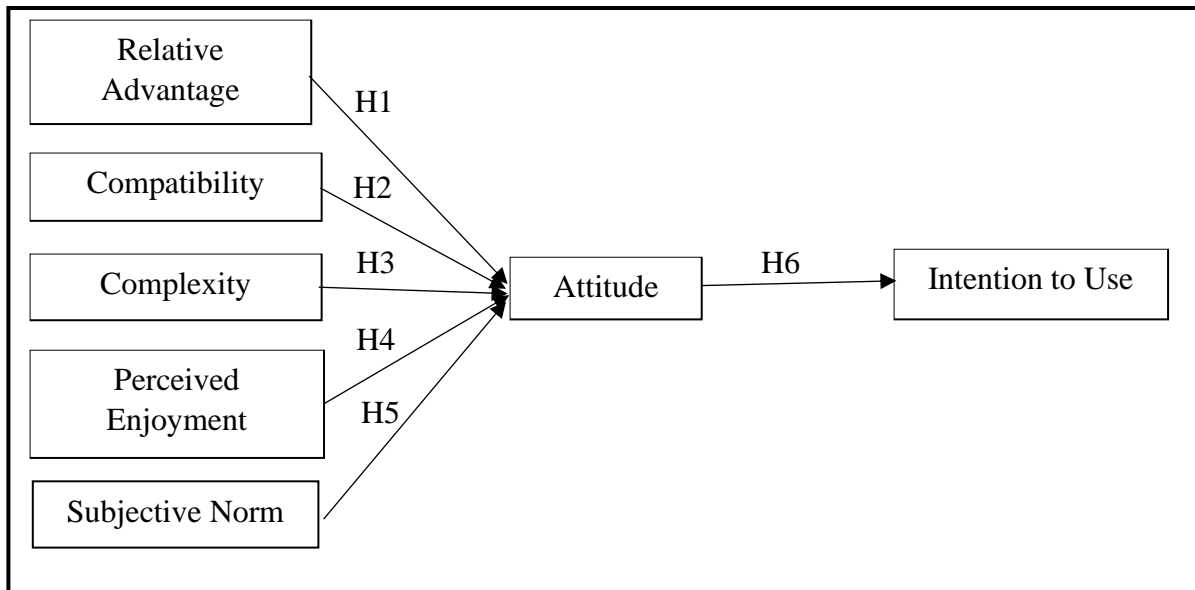 Relative
Advantage
H1
Compatibility
H2
Complexity
H3
Perceived
Enjoyment
H4
Subjective Norm
H5
Attitude
H6
Intention to Use